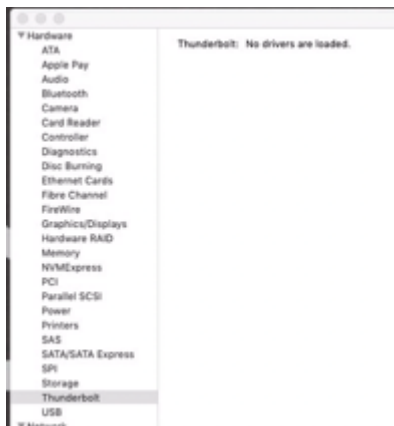 Hardware
Thunderbolt: No drivers are loaded.
ATA
Apple Pay
Audio
Bluetooth
Camera
Card Reader
Controller
Diagnostics
Disc Burning
Ethernet Cards
Fibre Channel
FireWire
Graphics/Displays
Hardware RAID
Memory
NVMExpress
PCI
Parallel SCSI
Power
Printers
SAS
SATA/SATA Express
SPI
Storage
Thunderbolt
USB
Network